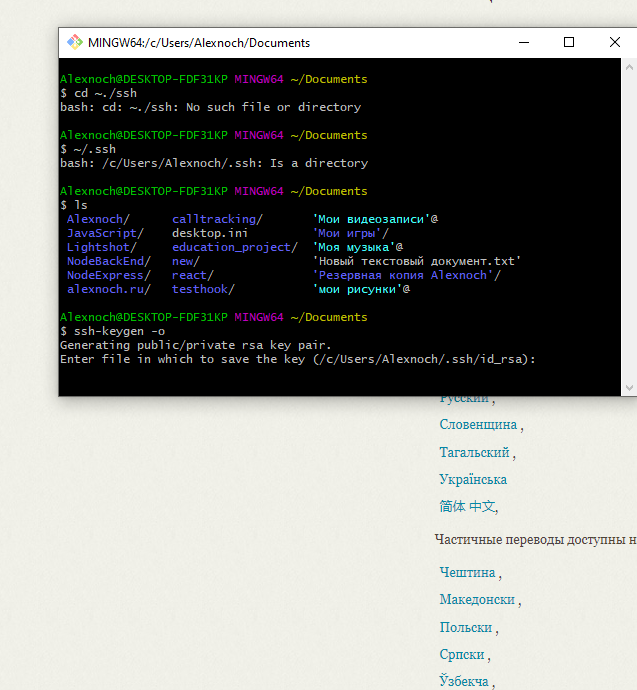 MINGW64:/c/Users/Alexnoch/Documents
Alexnoch@DESKTOP-FDF31KP MINGW64 ~/Documents
$ cd ~./ssh
bash: cd: ~./ssh: No such file or directory
Alexnoch@DESKTOP-FDF31KP MINGW64 ~/Documents
$ ~/.ssh
bash: /c/Users/Alexnoch/.ssh: Is a directory
Alexnoch@DESKTOP-FDF31KP MINGW64 ~/Documents
$ ls
Alexnoch/ calltracking/ 'Мои видеозаписи'@
JavaScript/ desktop.ini 'Мои игры'/
Lightshot/ education_project/ 'Моя музыка'@
NodeBackEnd/ new/ 'Новый текстовый документ.txt'
NodeExpress/ react/ 'Резервная копия Alexnoch'/
alexnoch.ru/ testhook/ 'мои рисунки'@
Alexnoch@DESKTOP-FDF31KP MINGW64 ~/Documents
$ ssh-keygen -o
Generating public/private rsa key pair.
Enter file in which to save the key (/c/Users/Alexnoch/.ssh/id_rsa):
Русский ,
Словенщина ,
Тагальский ,
Українська
简体 中文,
Частичные переводы доступны н
Чештина ,
Македонски ,
Польски ,
Српски ,
Ўзбекча ,